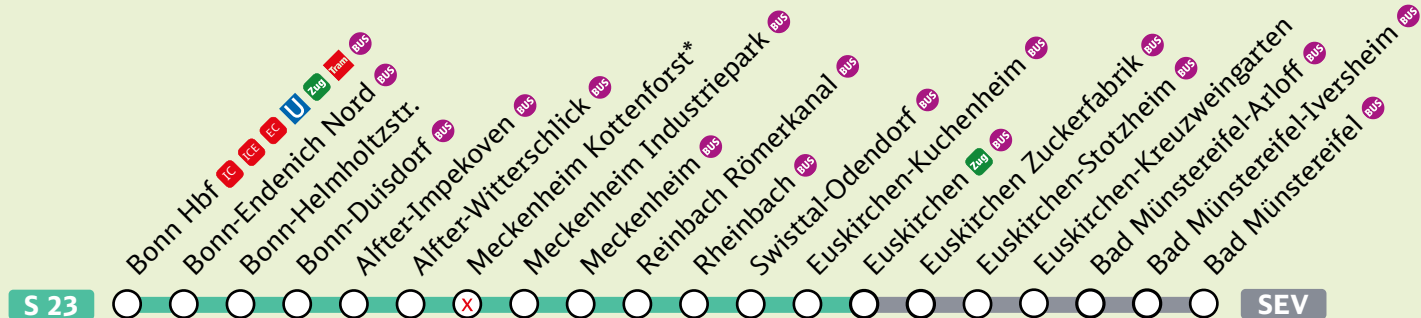 Bonn Hbf IC ICE EC U Zug Tram BUS
Bonn-Endenich Nord BUS
Bonn-Helmholtzstr.
Bonn-Duisdorf BUS
Alfter-Impekoven BUS
Alfter-Witterschlick BUS
Meckenheim Kottenforst*
Meckenheim Industriepark BUS
Meckenheim BUS
Reinbach Römerkanal BUS
Rheinbach BUS
Swisttal-Odendorf BUS
Euskirchen-Kuchenheim BUS
Euskirchen Zug BUS
Euskirchen Zuckerfabrik BUS
Euskirchen-Stotzheim BUS
Euskirchen-Kreuzweingarten
Bad Münstereifel-Arloff BUS
Bad Münstereifel-Iversheim BUS
Bad Münstereifel BUS
S 23 X SEV